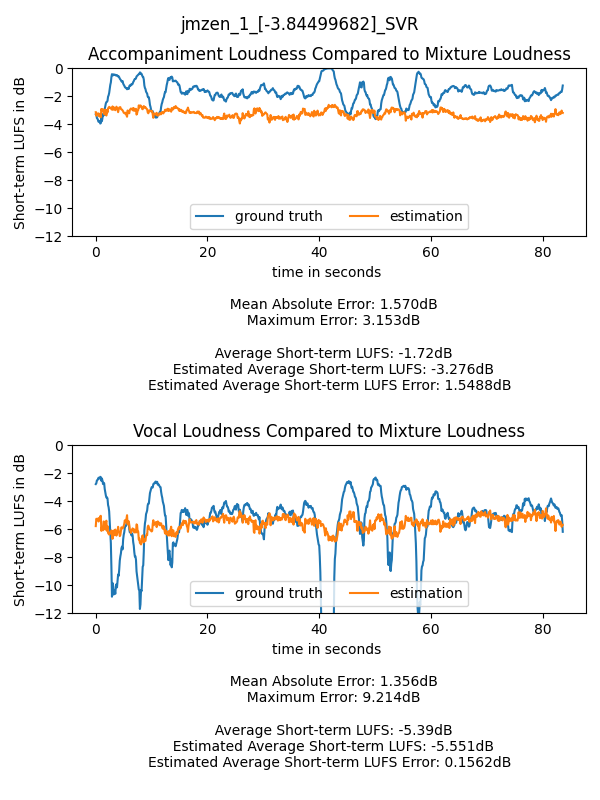 jmzen_1_[-3.84499682]_SVR
Accompaniment Loudness Compared to Mixture Loudness
Short-term LUFS in dB
0
−2
−4
−6
−8
−10
−12
ground truth
estimation
0 20 40 60 80
time in seconds
Mean Absolute Error: 1.570dB
Maximum Error: 3.153dB
Average Short-term LUFS: -1.72dB
Estimated Average Short-term LUFS: -3.276dB
Estimated Average Short-term LUFS Error: 1.5488dB
Vocal Loudness Compared to Mixture Loudness
Short-term LUFS in dB
0
−2
−4
−6
−8
−10
−12
ground truth
estimation
0 20 40 60 80
time in seconds
Mean Absolute Error: 1.356dB
Maximum Error: 9.214dB
Average Short-term LUFS: -5.39dB
Estimated Average Short-term LUFS: -5.551dB
Estimated Average Short-term LUFS Error: 0.1562dB